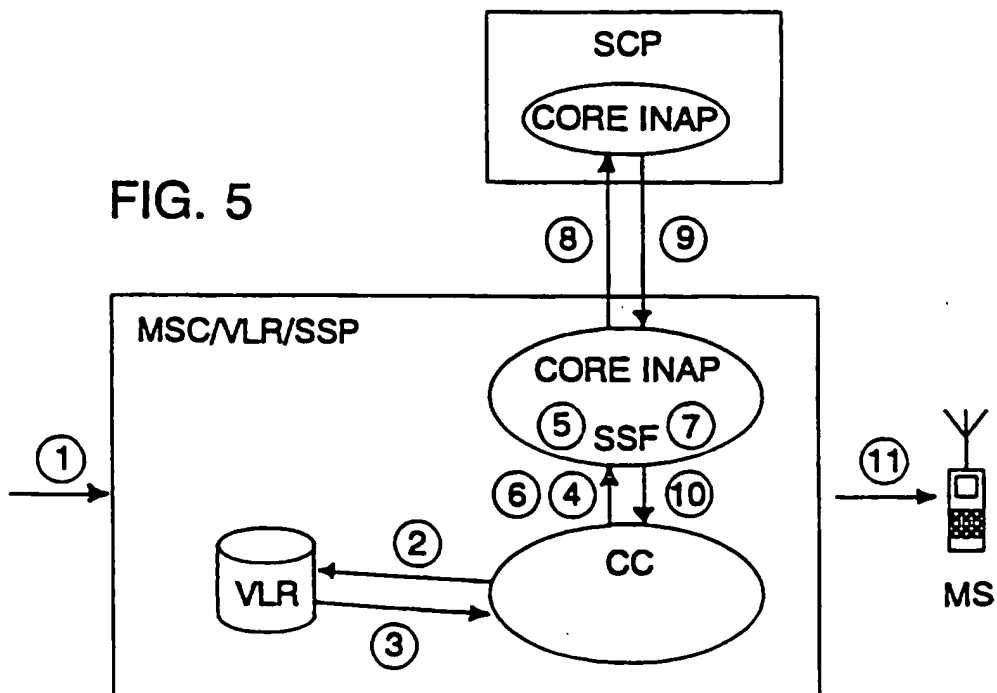 SCP
CORE INAP
FIG. 5
8 9
MSC/VLR/SSP
CORE INAP
5 SSF 7
1
6 4 10
11
2
CC
VLR
MS
3